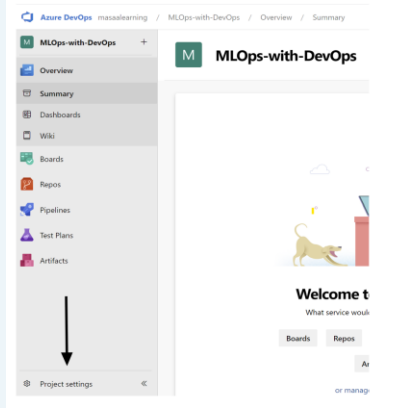 Azure DevOps masaalearning / MLOps-with-DevOps / Overview / Summary
M MLOps-with-DevOps +
M MLOps-with-DevOps
Overview
Summary
Dashboards
Wiki
Boards
Repos
Pipelines
Test Plans
Artifacts
Welcome t
What service woul
Boards Repos
Ar
or manag
Project settings